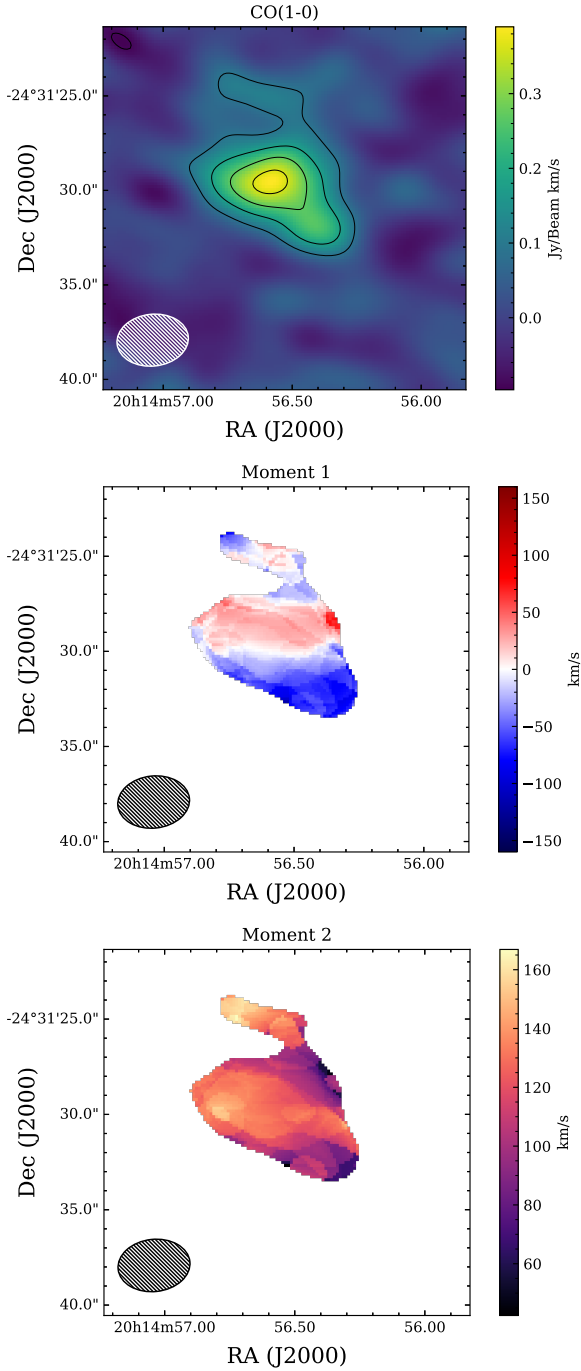 CO(1-0)
-24°31'25.0"
30.0"
35.0"
40.0"
Dec (J2000)
20h14m57.00 56.50 56.00
RA (J2000)
0.3
0.2
0.1
0.0
Jy/Beam km/s
Moment 1
-24°31'25.0"
30.0"
35.0"
40.0"
Dec (J2000)
20h14m57.00 56.50 56.00
RA (J2000)
150
100
50
0
−50
−100
−150
km/s
Moment 2
-24°31'25.0"
30.0"
35.0"
40.0"
Dec (J2000)
20h14m57.00 56.50 56.00
RA (J2000)
160
140
120
100
80
60
km/s